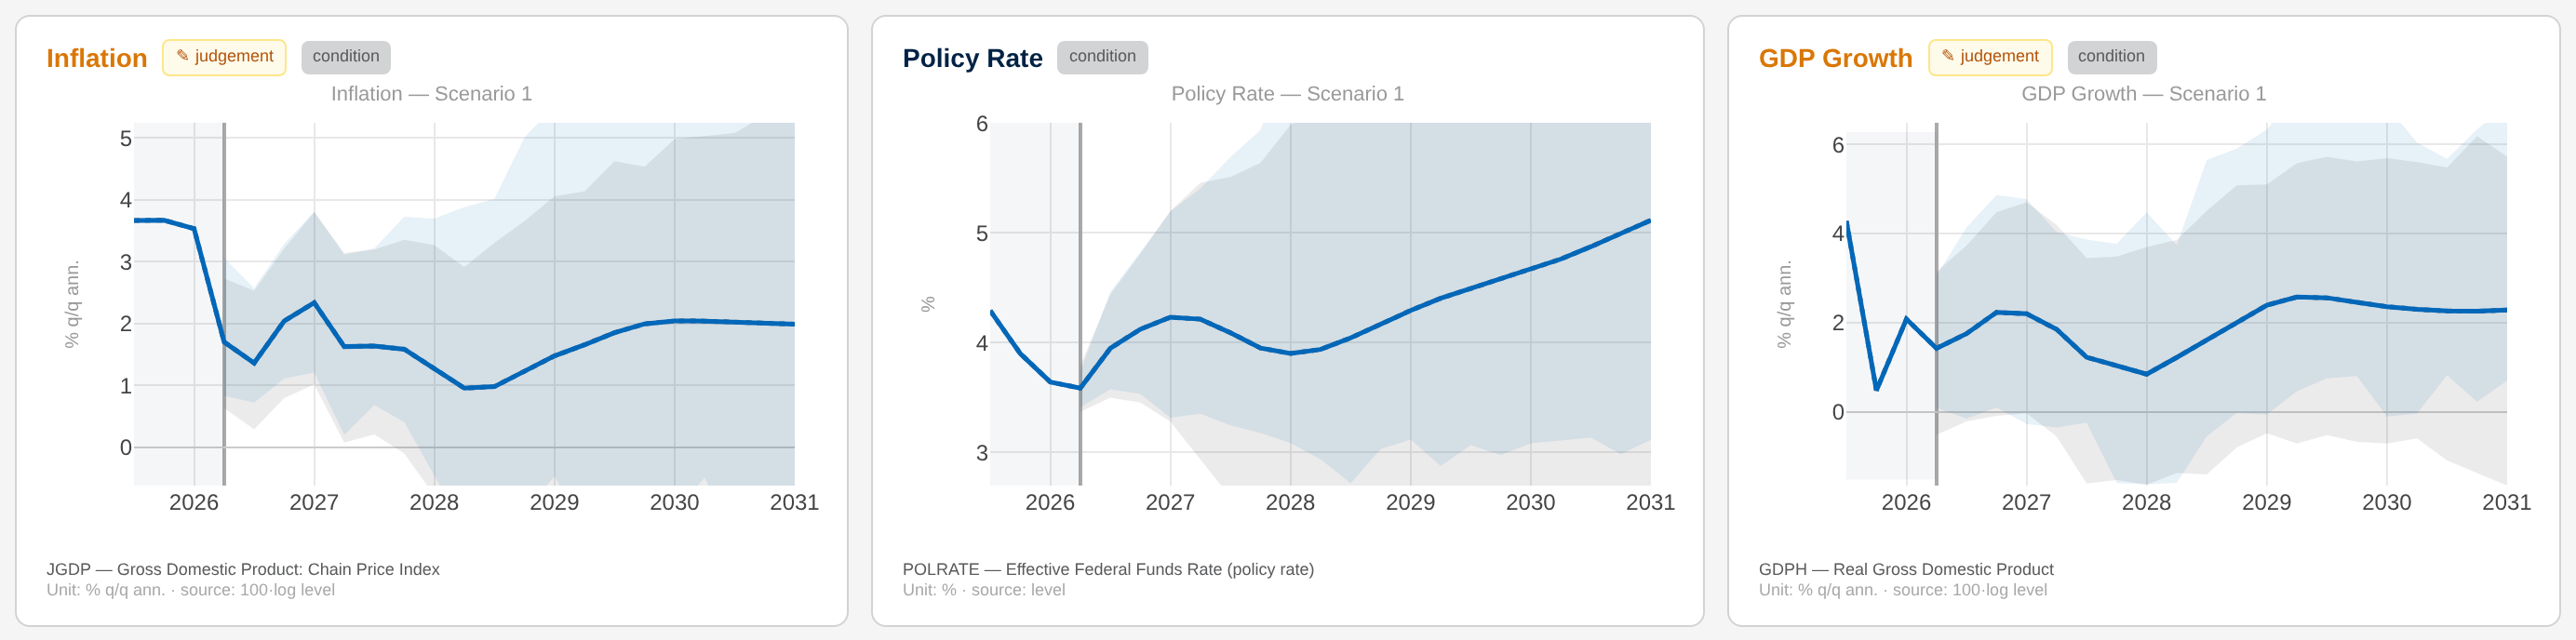 Inflation ✎ judgement condition
Inflation — Scenario 1
5
4
3
2
1
0
% q/q ann.
2026 2027 2028 2029 2030 2031
JGDP — Gross Domestic Product: Chain Price Index
Unit: % q/q ann. · source: 100·log level
Policy Rate condition
Policy Rate — Scenario 1
6
5
4
3
%
2026 2027 2028 2029 2030 2031
POLRATE — Effective Federal Funds Rate (policy rate)
Unit: % · source: level
GDP Growth ✎ judgement condition
GDP Growth — Scenario 1
6
4
2
0
% q/q ann.
2026 2027 2028 2029 2030 2031
GDPH — Real Gross Domestic Product
Unit: % q/q ann. · source: 100·log level